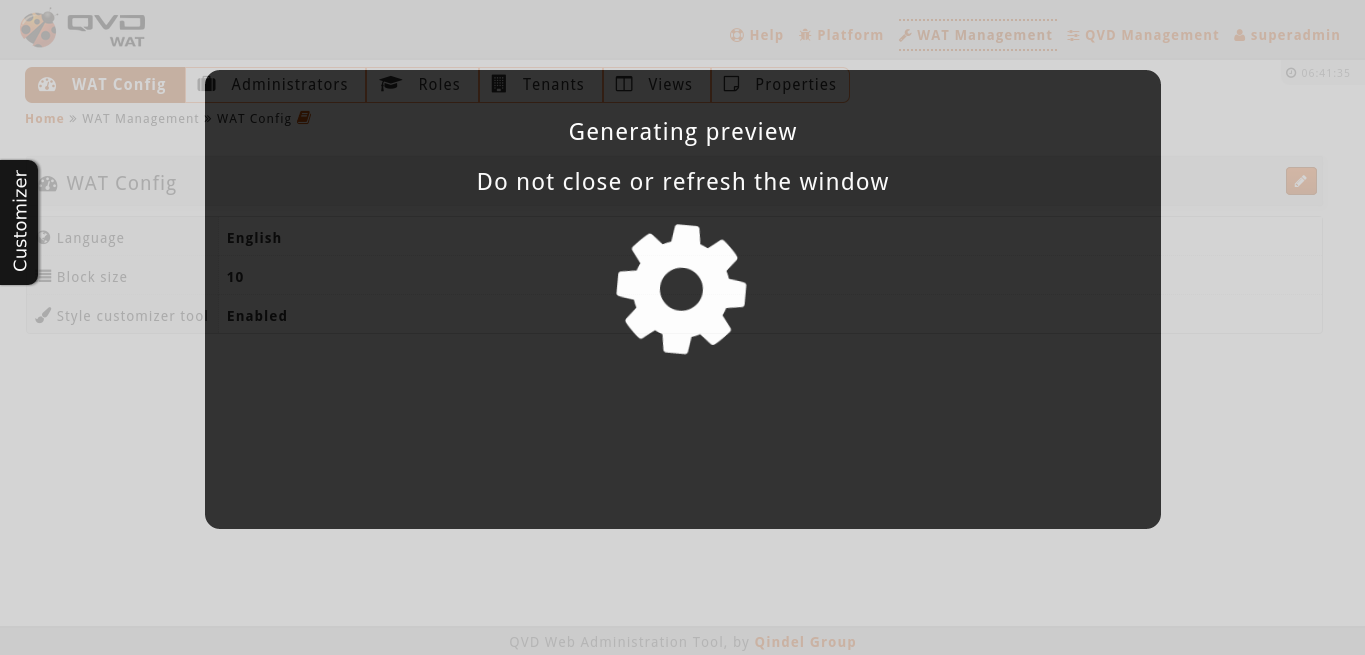 QVD
WAT
Help Platform WAT Management QVD Management superadmin
WAT Config Administrators Roles Tenants Views Properties
06:41:35
Home » WAT Management » WAT Config
Generating preview
Do not close or refresh the window
Customizer
WAT Config
Language English
Block size 10
Style customizer tool Enabled
QVD Web Administration Tool, by Qindel Group